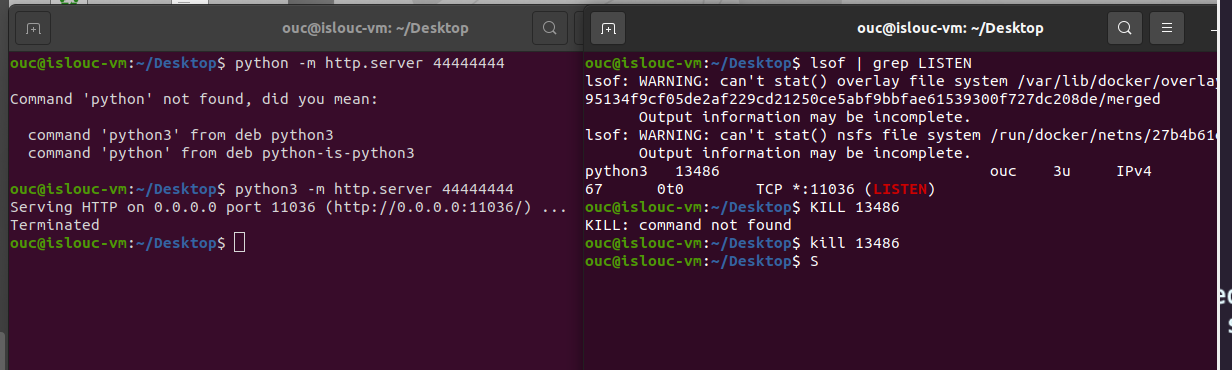 ouc@islouc-vm: ~/Desktop
ouc@islouc-vm:~/Desktop$ python -m http.server 44444444
Command 'python' not found, did you mean:
command 'python3' from deb python3
command 'python' from deb python-is-python3
ouc@islouc-vm:~/Desktop$ python3 -m http.server 44444444
Serving HTTP on 0.0.0.0 port 11036 (http://0.0.0.0:11036/) ...
Terminated
ouc@islouc-vm:~/Desktop$
ouc@islouc-vm: ~/Desktop
ouc@islouc-vm:~/Desktop$ lsof | grep LISTEN
lsof: WARNING: can't stat() overlay file system /var/lib/docker/overlay
95134f9cf05de2af229cd21250ce5abf9bbfae61539300f727dc208de/merged
Output information may be incomplete.
lsof: WARNING: can't stat() nsfs file system /run/docker/netns/27b4b61
Output information may be incomplete.
python3 13486 ouc 3u IPv4
67 0t0 TCP *:11036 (LISTEN)
ouc@islouc-vm:~/Desktop$ KILL 13486
KILL: command not found
ouc@islouc-vm:~/Desktop$ kill 13486
ouc@islouc-vm:~/Desktop$ S